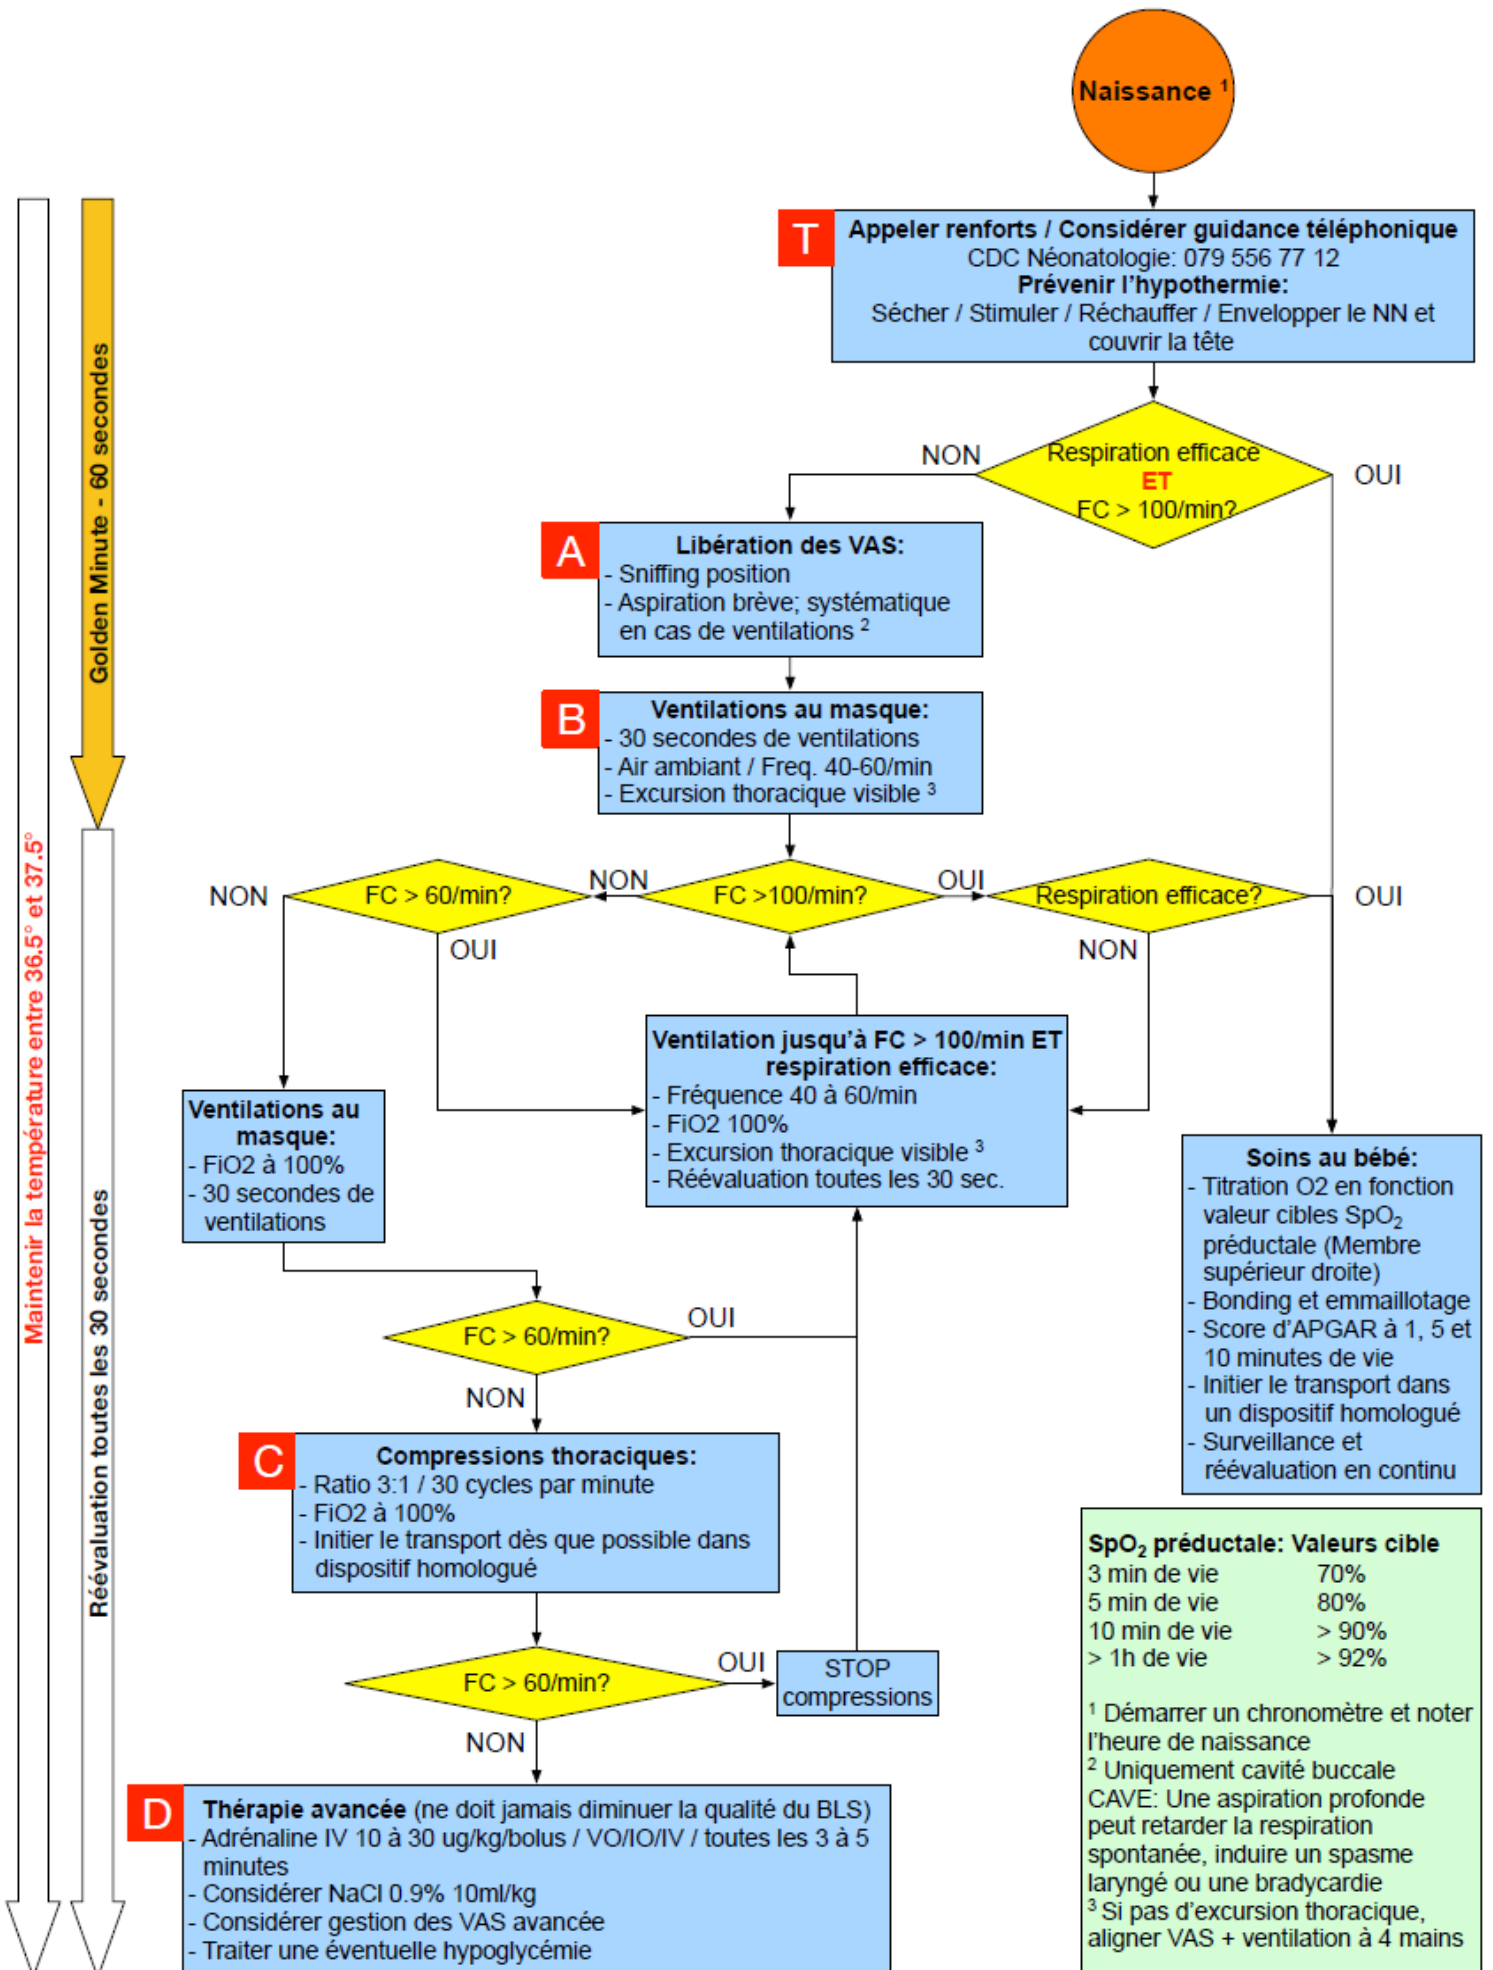 Naissance ¹
T
Appeler renforts / Considérer guidance téléphonique
CDC Néonatologie: 079 556 77 12
Prévenir l'hypothermie:
Sécher / Stimuler / Réchauffer / Envelopper le NN et
couvrir la tête
Golden Minute - 60 secondes
Maintenir la température entre 36.5° et 37.5°
Réévaluation toutes les 30 secondes
Respiration efficace
ET
FC > 100/min?
NON
OUI
A
Libération des VAS:
- Sniffing position
- Aspiration brève; systématique
en cas de ventilations ²
B
Ventilations au masque:
- 30 secondes de ventilations
- Air ambiant / Freq. 40-60/min
- Excursion thoracique visible ³
NON
FC > 60/min?
NON
FC >100/min?
OUI
Respiration efficace?
OUI
OUI
NON
Ventilation jusqu'à FC > 100/min ET
respiration efficace:
- Fréquence 40 à 60/min
- FiO2 100%
- Excursion thoracique visible ³
- Réévaluation toutes les 30 sec.
Ventilations au
masque:
- FiO2 à 100%
- 30 secondes de
ventilations
Soins au bébé:
- Titration O2 en fonction
valeur cibles SpO₂
préductale (Membre
supérieur droite)
- Bonding et emmaillotage
- Score d'APGAR à 1, 5 et
10 minutes de vie
- Initier le transport dans
un dispositif homologué
- Surveillance et
réévaluation en continu
FC > 60/min?
OUI
NON
C
Compressions thoraciques:
- Ratio 3:1 / 30 cycles par minute
- FiO2 à 100%
- Initier le transport dès que possible dans
dispositif homologué
FC > 60/min?
OUI
STOP
compressions
NON
D
Thérapie avancée (ne doit jamais diminuer la qualité du BLS)
- Adrénaline IV 10 à 30 ug/kg/bolus / VO/IO/IV / toutes les 3 à 5
minutes
- Considérer NaCl 0.9% 10ml/kg
- Considérer gestion des VAS avancée
- Traiter une éventuelle hypoglycémie
SpO₂ préductale: Valeurs cible
3 min de vie 70%
5 min de vie 80%
10 min de vie > 90%
> 1h de vie > 92%
¹ Démarrer un chronomètre et noter
l'heure de naissance
² Uniquement cavité buccale
CAVE: Une aspiration profonde
peut retarder la respiration
spontanée, induire un spasme
laryngé ou une bradycardie
³ Si pas d'excursion thoracique,
aligner VAS + ventilation à 4 mains